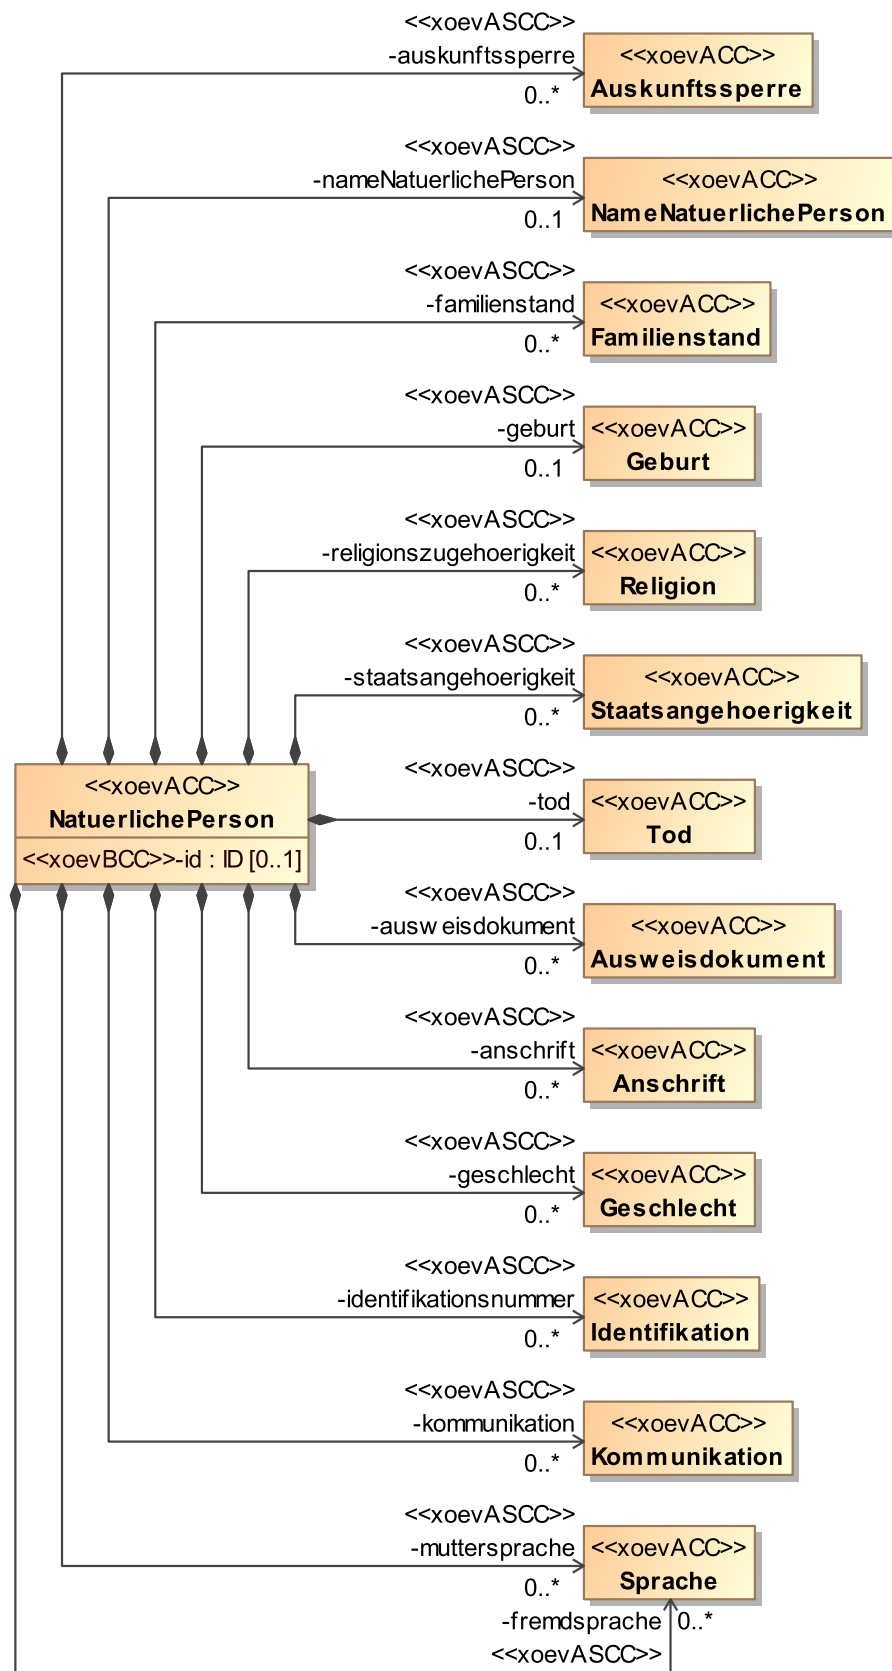 <<xoevASCC>>
-auskunftssperre
0..*
<<xoevACC>>
Auskunftssperre
<<xoevASCC>>
-nameNatuerlichePerson
0..1
<<xoevACC>>
NameNatuerlichePerson
<<xoevASCC>>
-familienstand
0..*
<<xoevACC>>
Familienstand
<<xoevASCC>>
-geburt
0..1
<<xoevACC>>
Geburt
<<xoevASCC>>
-religionszugehoerigkeit
0..*
<<xoevACC>>
Religion
<<xoevASCC>>
-staatsangehoerigkeit
0..*
<<xoevACC>>
Staatsangehoerigkeit
<<xoevACC>>
NatuerlichePerson
<<xoevBCC>>-id : ID [0..1]
<<xoevASCC>>
-tod
0..1
<<xoevACC>>
Tod
<<xoevASCC>>
-ausweisdokument
0..*
<<xoevACC>>
Ausweisdokument
<<xoevASCC>>
-anschrift
0..*
<<xoevACC>>
Anschrift
<<xoevASCC>>
-geschlecht
0..*
<<xoevACC>>
Geschlecht
<<xoevASCC>>
-identifikationsnummer
0..*
<<xoevACC>>
Identifikation
<<xoevASCC>>
-kommunikation
0..*
<<xoevACC>>
Kommunikation
<<xoevASCC>>
-muttersprache
0..*
<<xoevACC>>
Sprache
-fremdsprache 0..*
<<xoevASCC>>